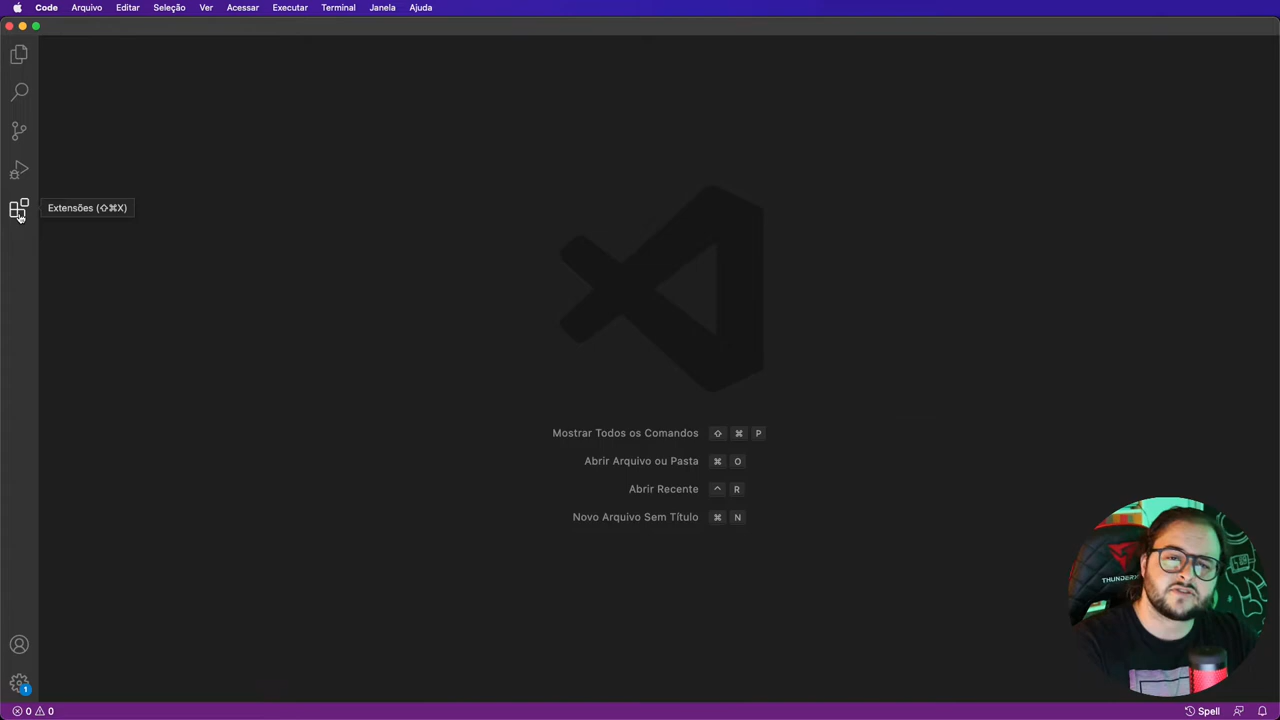 Code Arquivo Editar Seleção Ver Acessar Executar Terminal Janela Ajuda
Extensões (⇧⌘X)
Mostrar Todos os Comandos ⇧ ⌘ P
Abrir Arquivo ou Pasta ⌘ O
Abrir Recente ^ R
Novo Arquivo Sem Título ⌘ N
1
0 0
Spell